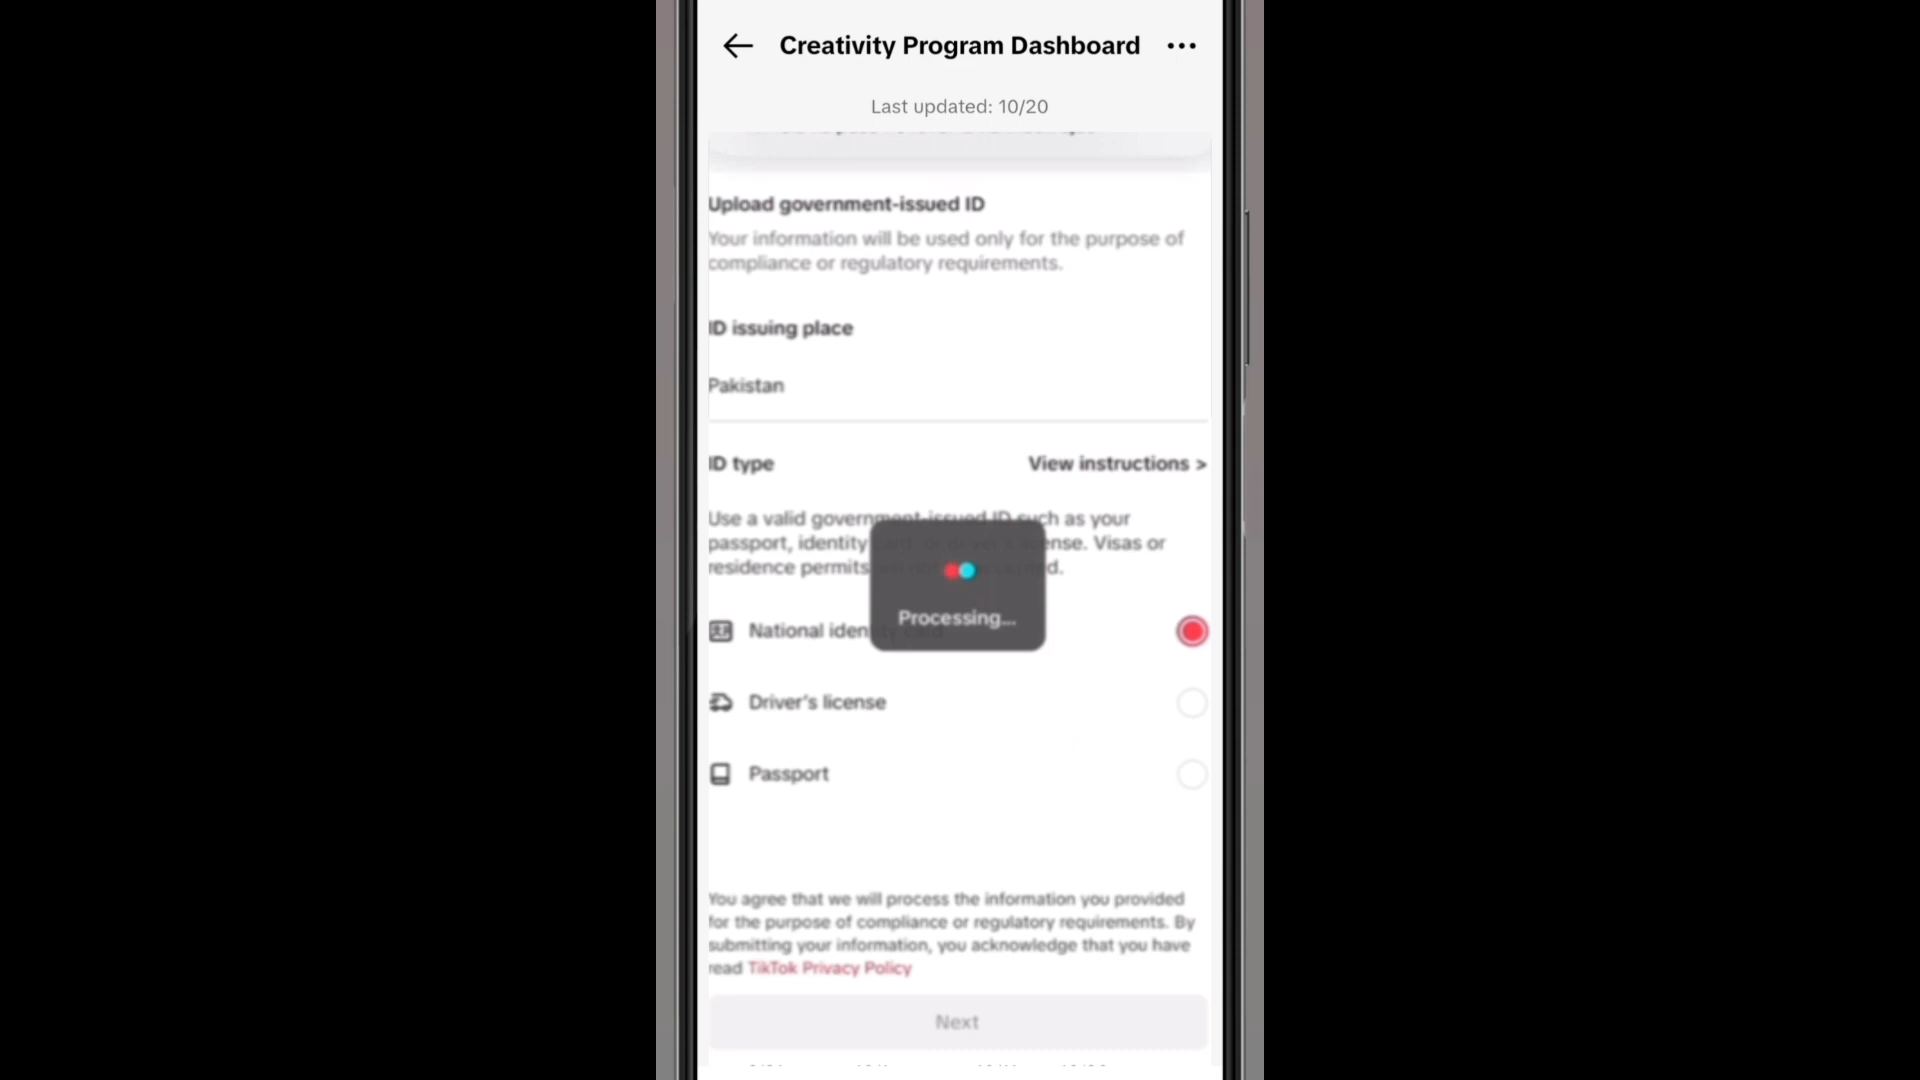 Creativity Program Dashboard
Last updated: 10/20
Upload government-issued ID
Your information will be used only for the purpose of
compliance or regulatory requirements.
ID issuing place
Pakistan
ID type
View instructions >
Use a valid government-issued ID such as your
passport, identity card, or driver's license. Visas or
residence permits will not be accepted.
Processing...
National identity card
Driver's license
Passport
You agree that we will process the information you provided
for the purpose of compliance or regulatory requirements. By
submitting your information, you acknowledge that you have
read TikTok Privacy Policy
Next